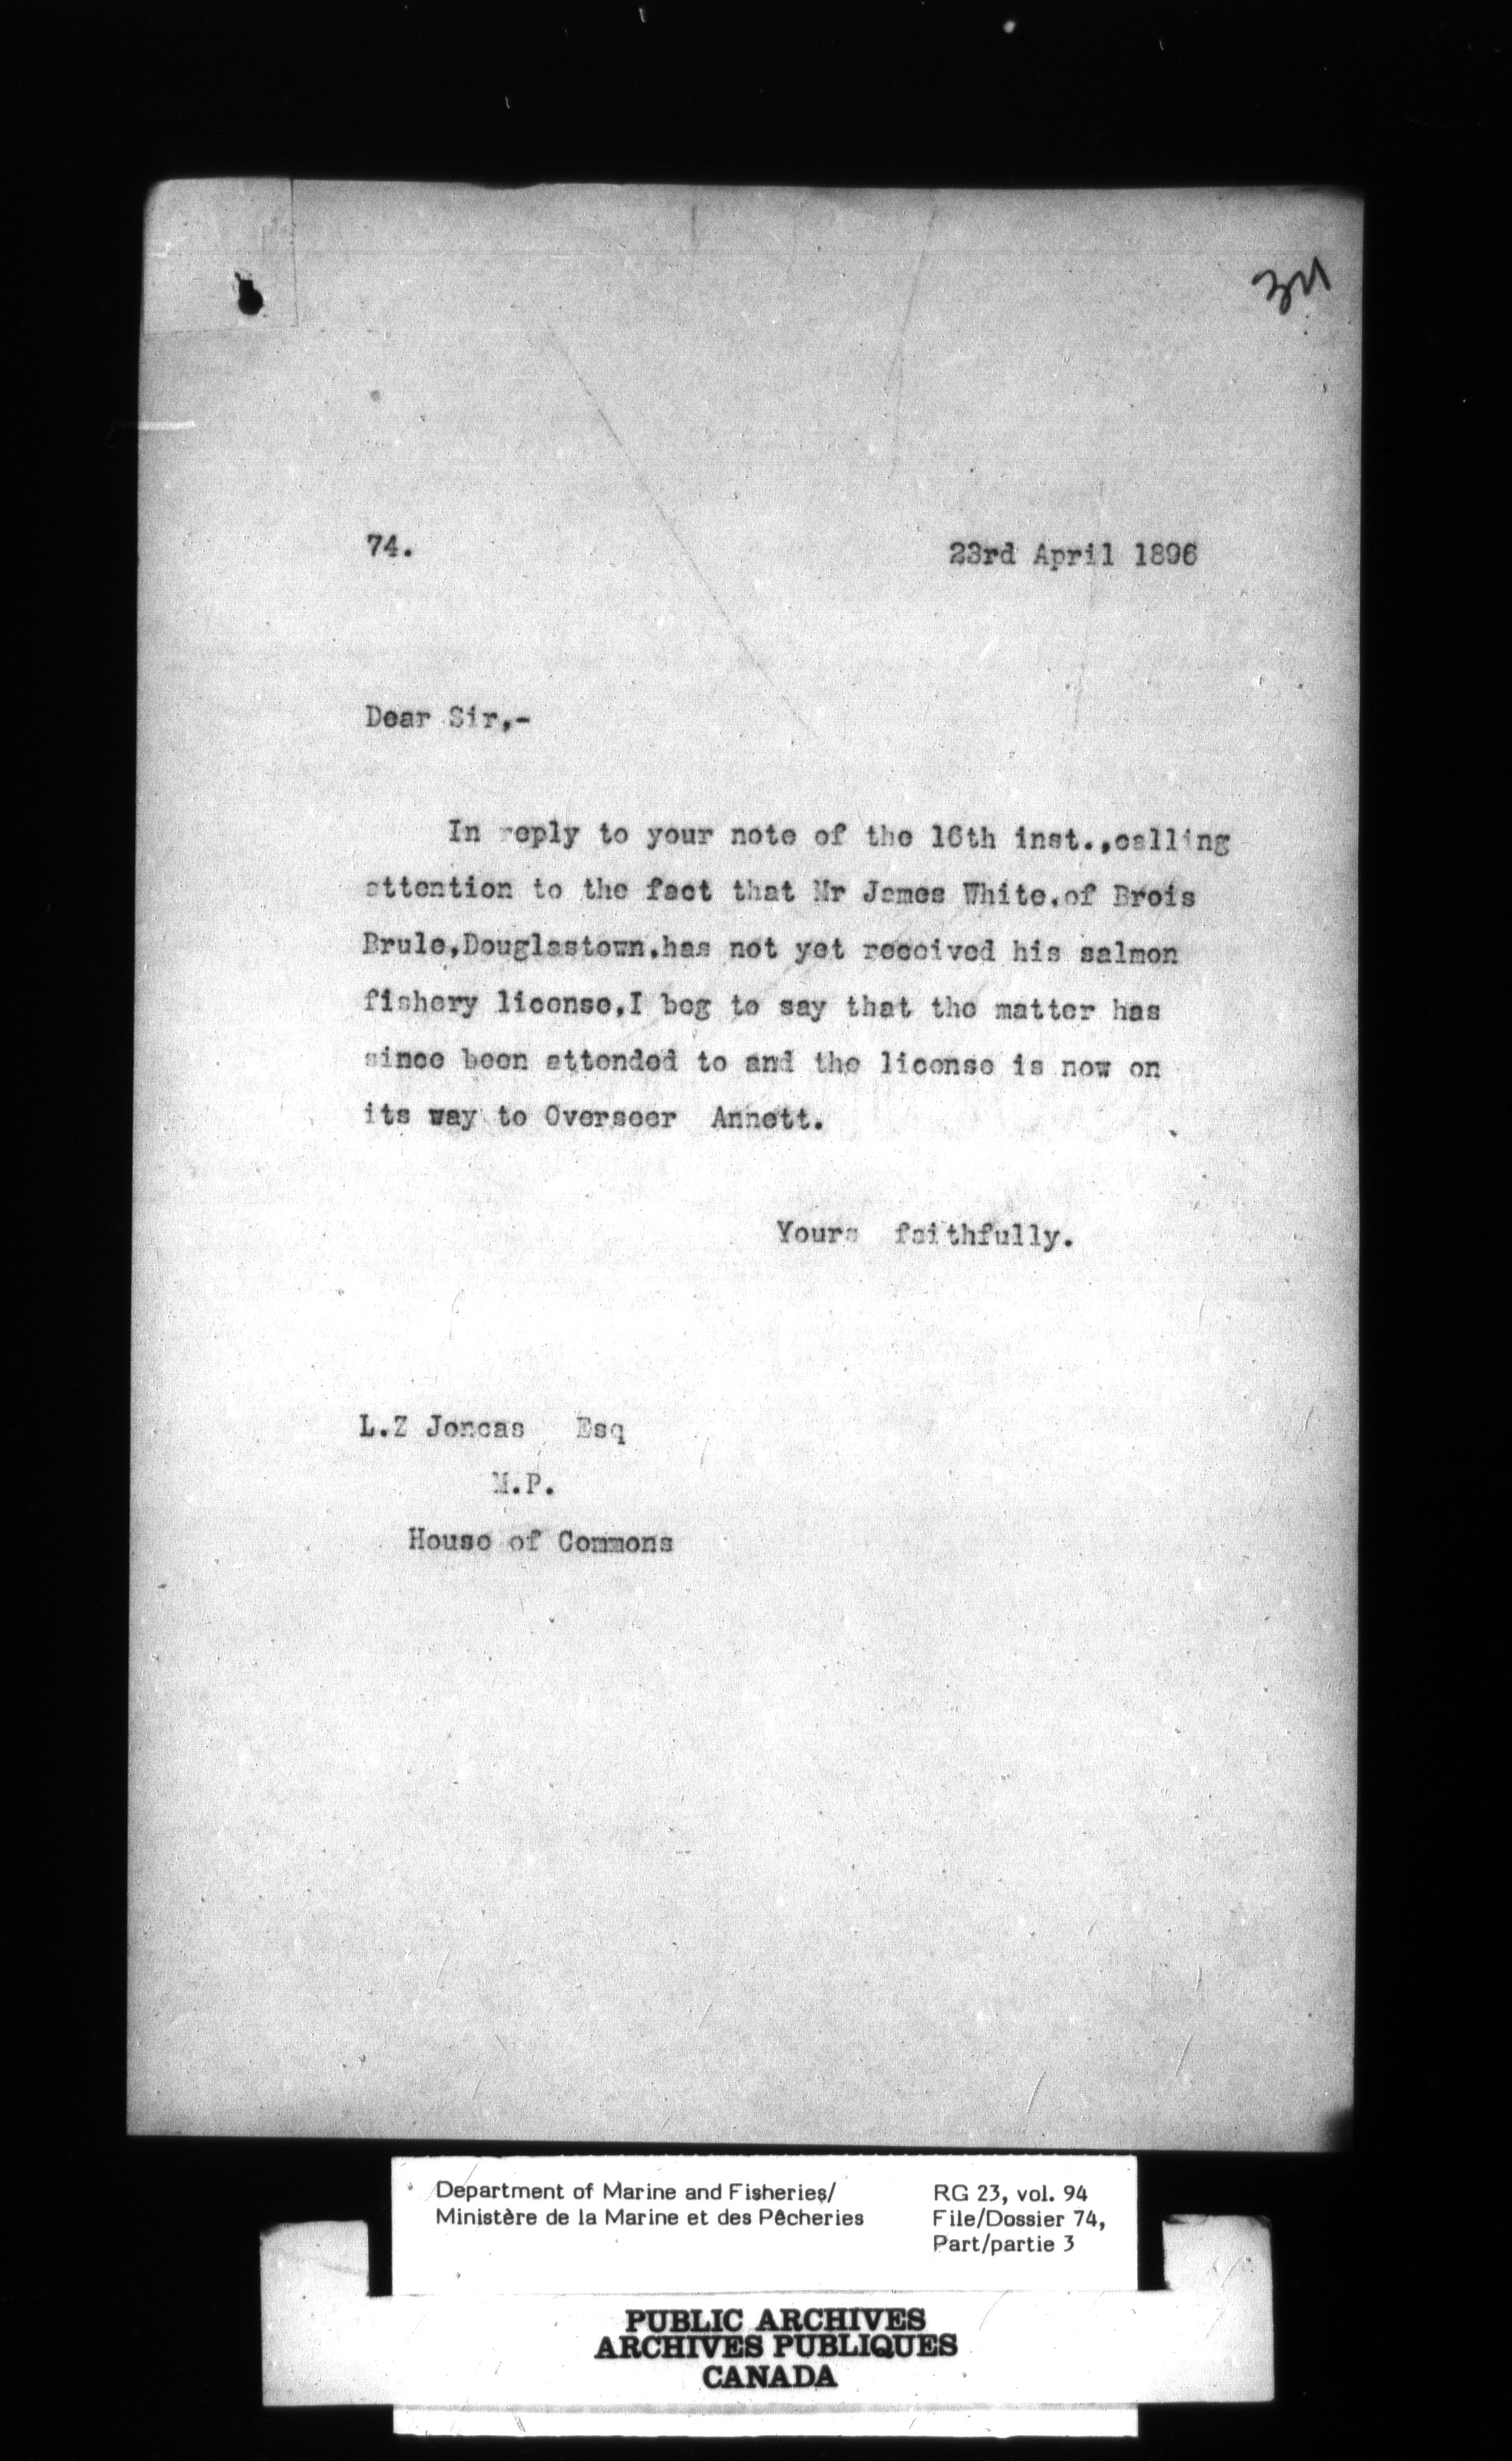 74.
23rd April 1896
Dear Sir,-
In reply to your note of the 16th inst.,calling
attention to the fact that Mr James White,of Brois
Brule,Douglastown,has not yet received his salmon
fishery license,I beg to say that the matter has
since been attended to and the license is now on
its way to Overseer Annett.
Yours faithfully.
L.Z Joncas Esq
M.P.
House of Commons
Department of Marine and Fisheries/
Ministère de la Marine et des Pêcheries
RG 23, vol. 94
File/Dossier 74,
Part/partie 3
PUBLIC ARCHIVES
ARCHIVES PUBLIQUES
CANADA